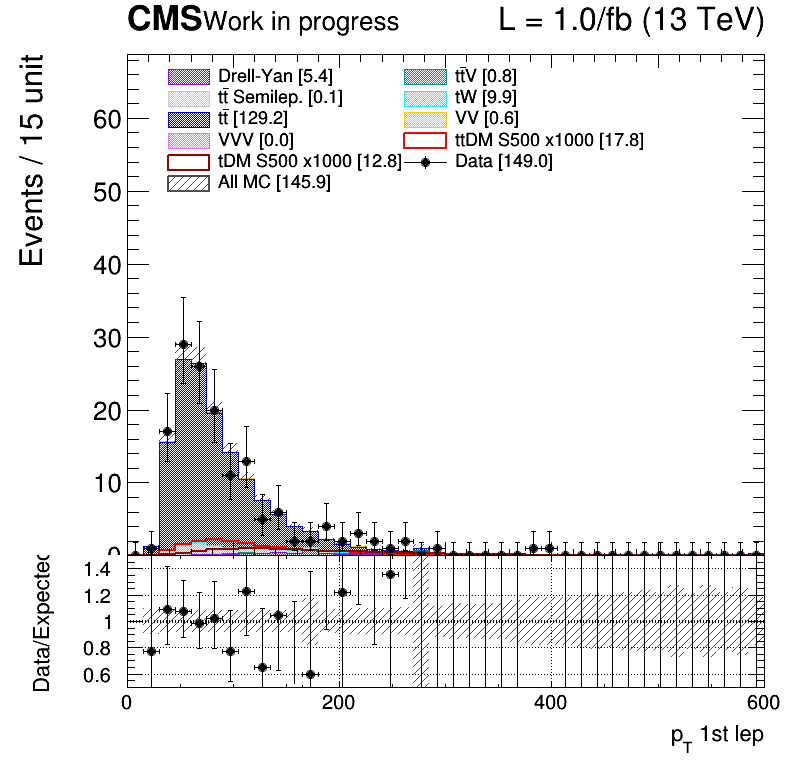 CMS Work in progress L = 1.0/fb (13 TeV)
Drell-Yan [5.4] tt̄V [0.8]
tt̄ Semilep. [0.1] tW [9.9]
tt̄ [129.2] VV [0.6]
VVV [0.0] ttDM S500 x1000 [17.8]
tDM S500 x1000 [12.8] Data [149.0]
All MC [145.9]
Events / 15 unit
60
50
40
30
20
10
0
Data/Expected
1.4
1.2
1
0.8
0.6
0 200 400 600
p_T 1st lep